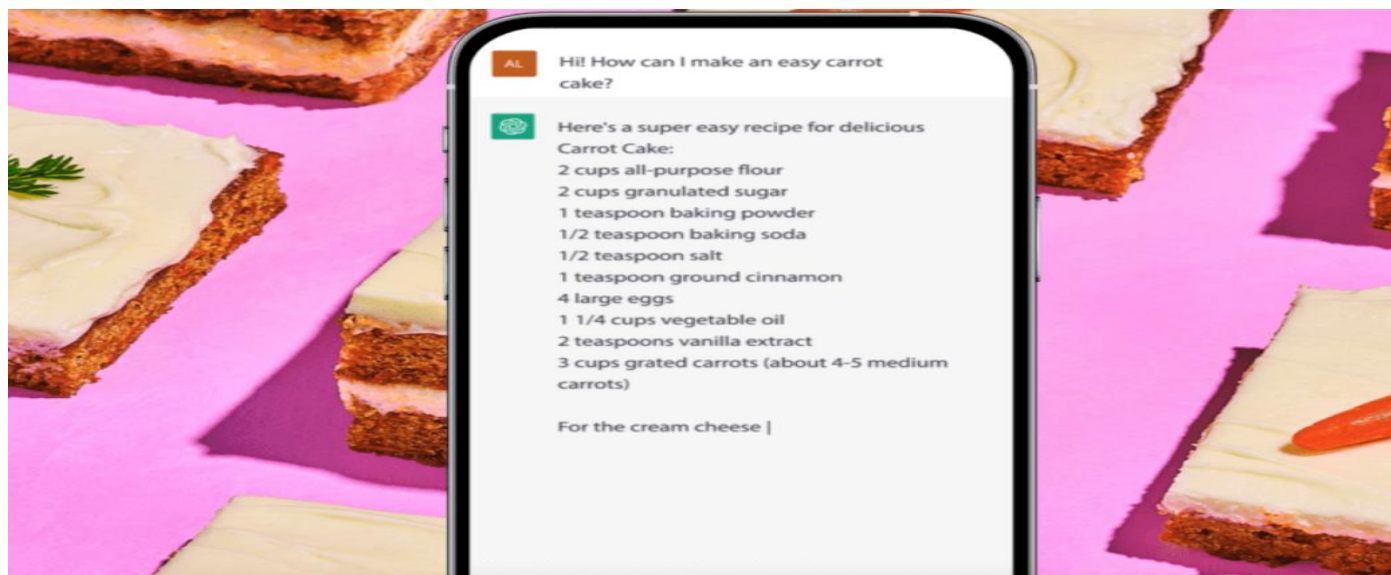 AL
Hi! How can I make an easy carrot
cake?
Here's a super easy recipe for delicious
Carrot Cake:
2 cups all-purpose flour
2 cups granulated sugar
1 teaspoon baking powder
1/2 teaspoon baking soda
1/2 teaspoon salt
1 teaspoon ground cinnamon
4 large eggs
1 1/4 cups vegetable oil
2 teaspoons vanilla extract
3 cups grated carrots (about 4-5 medium
carrots)
For the cream cheese |